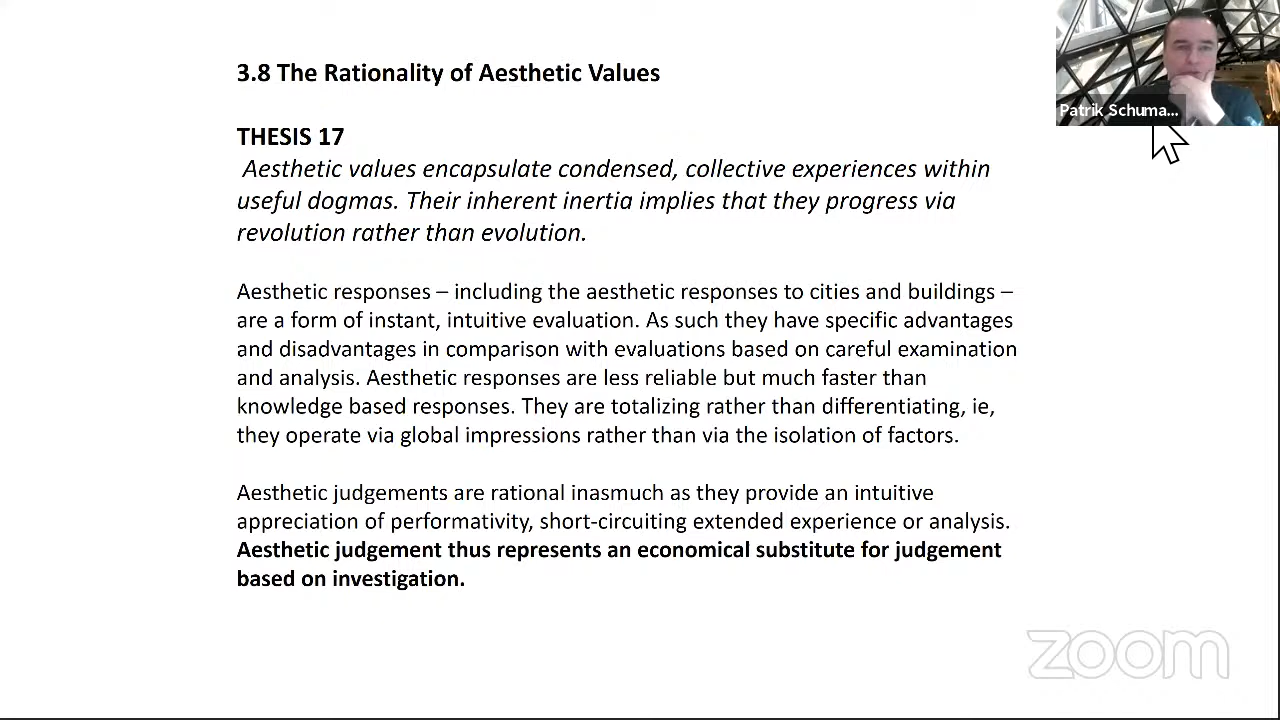 3.8 The Rationality of Aesthetic Values
Patrik Schuma...
THESIS 17
Aesthetic values encapsulate condensed, collective experiences within
useful dogmas. Their inherent inertia implies that they progress via
revolution rather than evolution.
Aesthetic responses – including the aesthetic responses to cities and buildings –
are a form of instant, intuitive evaluation. As such they have specific advantages
and disadvantages in comparison with evaluations based on careful examination
and analysis. Aesthetic responses are less reliable but much faster than
knowledge based responses. They are totalizing rather than differentiating, ie,
they operate via global impressions rather than via the isolation of factors.
Aesthetic judgements are rational inasmuch as they provide an intuitive
appreciation of performativity, short-circuiting extended experience or analysis.
Aesthetic judgement thus represents an economical substitute for judgement
based on investigation.
zoom